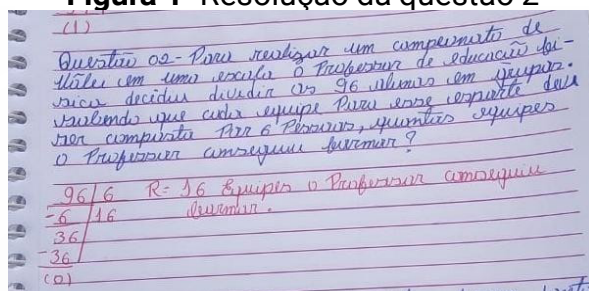 Figura 1 Resolução da questão 2
(1)
Questão 02 - Para realizar um campeonato de
Vôlei em uma escola o Professor de educação fí-
sica decidiu dividir os 96 alunos em grupos.
sabendo que cada equipe Para esse esporte deve
ser composta Por 6 Pessoas, quantas equipes
o Professor conseguiu formar?
96 6 R= 16 Equipes o Professor conseguiu
-6 16 formar.
36
-36
(0)